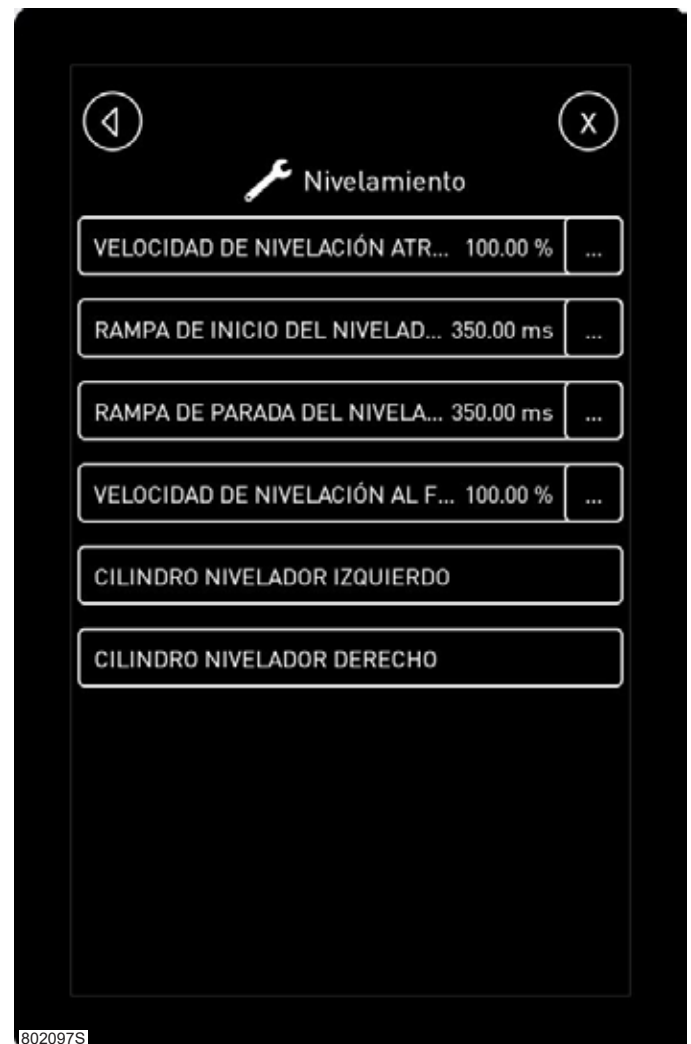 X
Nivelamiento
VELOCIDAD DE NIVELACIÓN ATR... 100.00 % ...
RAMPA DE INICIO DEL NIVELAD... 350.00 ms ...
RAMPA DE PARADA DEL NIVELA... 350.00 ms ...
VELOCIDAD DE NIVELACIÓN AL F... 100.00 % ...
CILINDRO NIVELADOR IZQUIERDO
CILINDRO NIVELADOR DERECHO
802097S